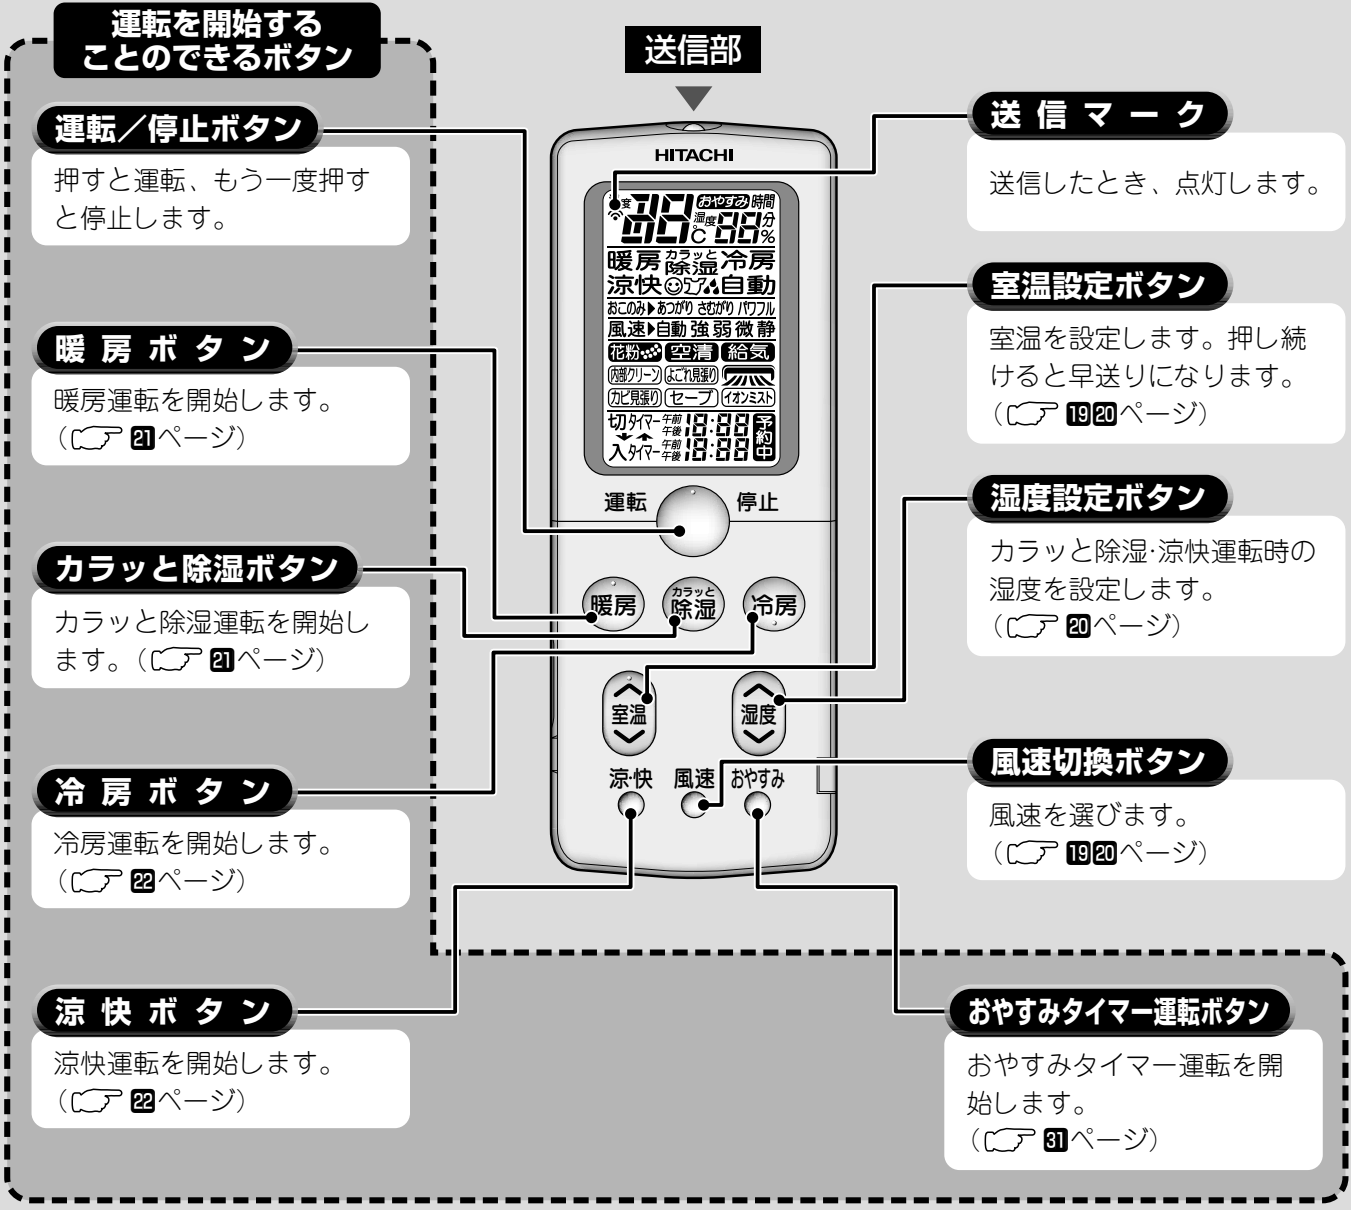 運転を開始する
ことのできるボタン
運転／停止ボタン
押すと運転、もう一度押す
と停止します。
暖房ボタン
暖房運転を開始します。
（21ページ）
カラッと除湿ボタン
カラッと除湿運転を開始し
ます。（21ページ）
冷房ボタン
冷房運転を開始します。
（22ページ）
涼快ボタン
涼快運転を開始します。
（22ページ）
送信部
HITACHI
度 88 おやすみ 時間
℃ 湿度 88 分 %
暖房 カラッと除湿 冷房
涼快 自動
おこのみ▶あつがり さむがり パワフル
風速▶自動 強 弱 微 静
花粉 空清 給気
内部クリーン よごれ見張り
カビ見張り セーブ イオンミスト
切タイマー 午前 午後 18:88 予約中
入タイマー 午前 午後 18:88
運転 停止
暖房 カラッと除湿 冷房
室温 湿度
涼快 風速 おやすみ
送信マーク
送信したとき、点灯します。
室温設定ボタン
室温を設定します。押し続
けると早送りになります。
（19 20ページ）
湿度設定ボタン
カラッと除湿・涼快運転時の
湿度を設定します。
（20ページ）
風速切換ボタン
風速を選びます。
（19 20ページ）
おやすみタイマー運転ボタン
おやすみタイマー運転を開
始します。
（31ページ）